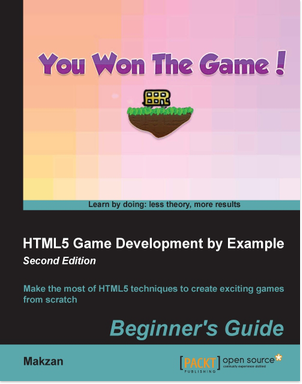 You Won The Game!
Learn by doing: less theory, more results
HTML5 Game Development by Example
Second Edition
Make the most of HTML5 techniques to create exciting games
from scratch
Beginner's Guide
Makzan
[PACKT] open source*
PUBLISHING